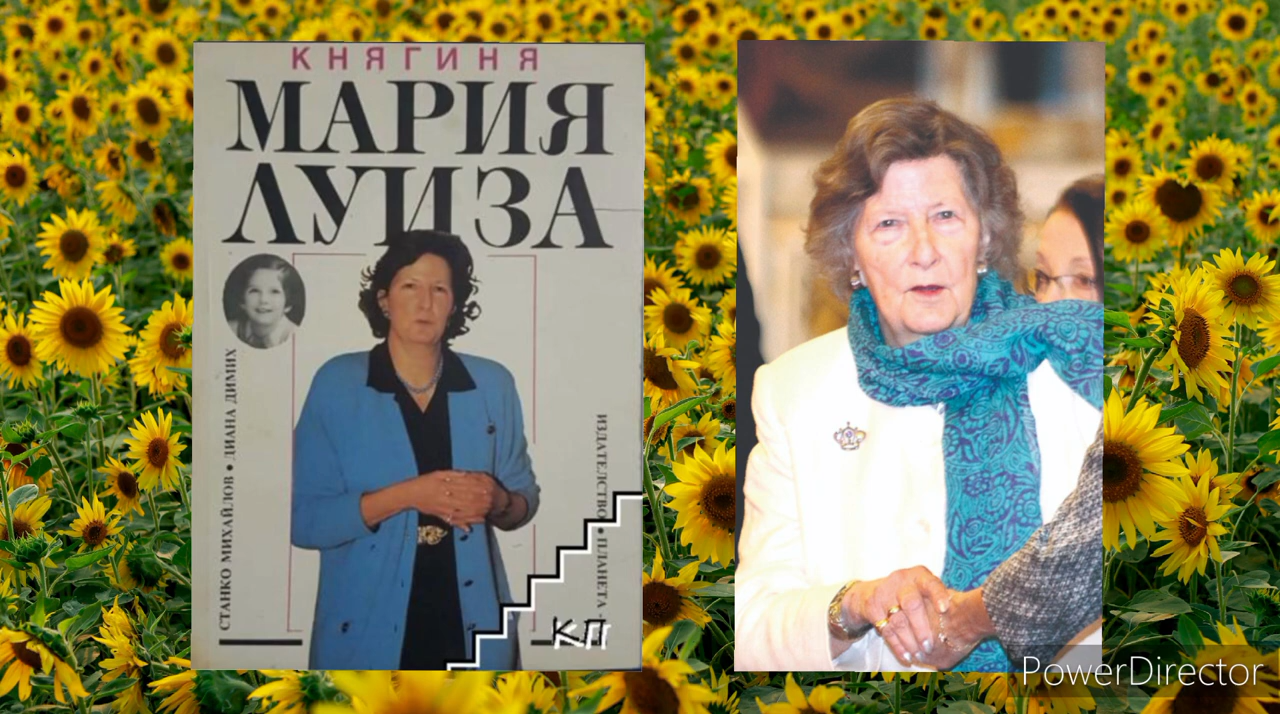 КНЯГИНЯ
МАРИЯ
ЛУИЗА
СТАНКО МИХАЙЛОВ • ДИАНА ДИМИХ
ИЗДАТЕЛСТВО ПЛАНЕТА
КП
PowerDirector